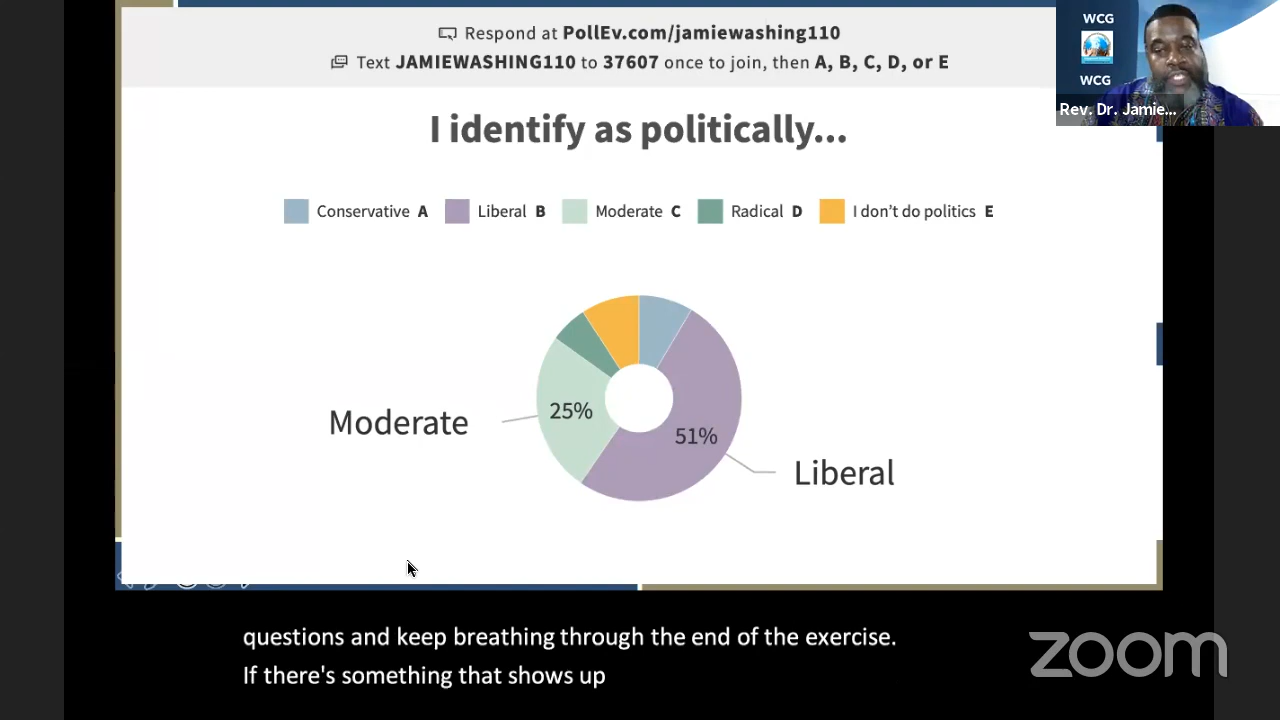 Respond at PollEv.com/jamiewashing110
Text JAMIEWASHING110 to 37607 once to join, then A, B, C, D, or E
WCG
WCG
Rev. Dr. Jamie...
I identify as politically...
Conservative A Liberal B Moderate C Radical D I don't do politics E
25%
Moderate
51%
Liberal
questions and keep breathing through the end of the exercise.
If there's something that shows up
zoom